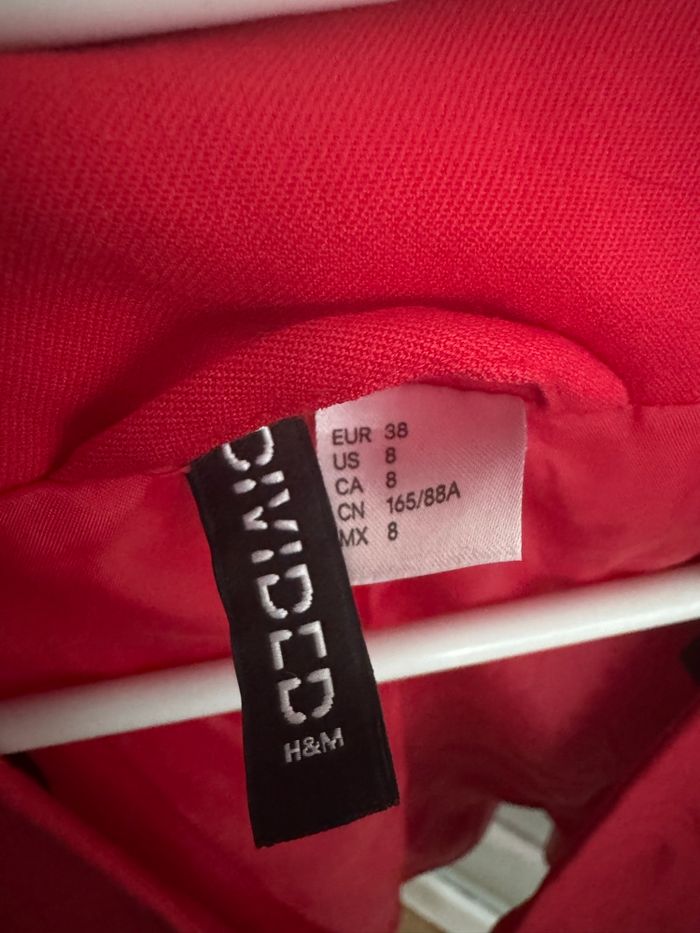 DIVIDED
H&M
EUR 38
US 8
CA 8
CN 165/88A
MX 8